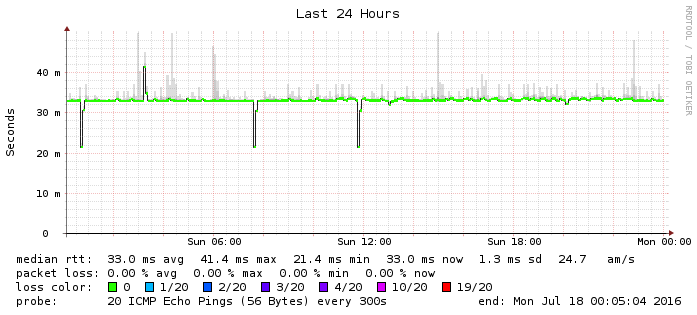 Last 24 Hours
RRDTOOL / TOBI OETIKER
Seconds
40 m
30 m
20 m
10 m
0
Sun 06:00 Sun 12:00 Sun 18:00 Mon 00:00
median rtt: 33.0 ms avg 41.4 ms max 21.4 ms min 33.0 ms now 1.3 ms sd 24.7 am/s
packet loss: 0.00 % avg 0.00 % max 0.00 % min 0.00 % now
loss color: 0 1/20 2/20 3/20 4/20 10/20 19/20
probe: 20 ICMP Echo Pings (56 Bytes) every 300s end: Mon Jul 18 00:05:04 2016